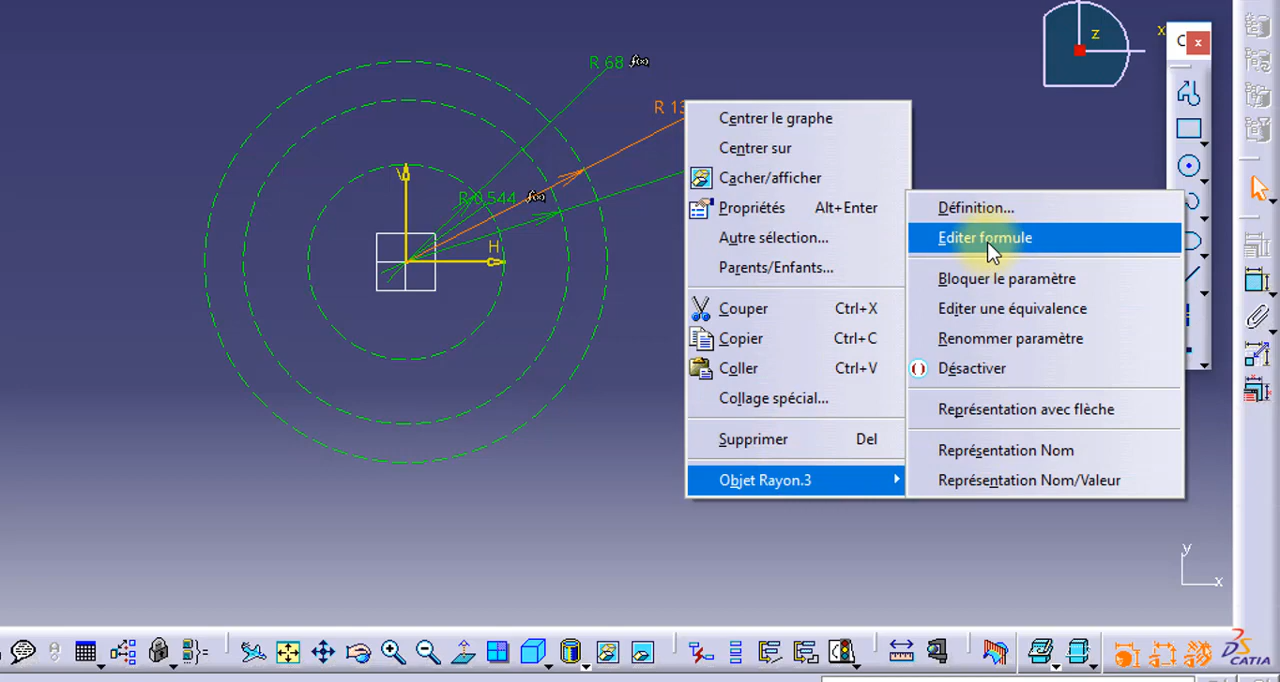 R 68 f(x)
R 13
R 0,544 f(x)
V
H
z
x
C
x
Centrer le graphe
Centrer sur
Cacher/afficher
Propriétés Alt+Enter
Autre sélection...
Parents/Enfants...
Couper Ctrl+X
Copier Ctrl+C
Coller Ctrl+V
Collage spécial...
Supprimer Del
Objet Rayon.3
Définition...
Editer formule
Bloquer le paramètre
Editer une équivalence
Renommer paramètre
Désactiver
Représentation avec flèche
Représentation Nom
Représentation Nom/Valeur
y
x
CATIA